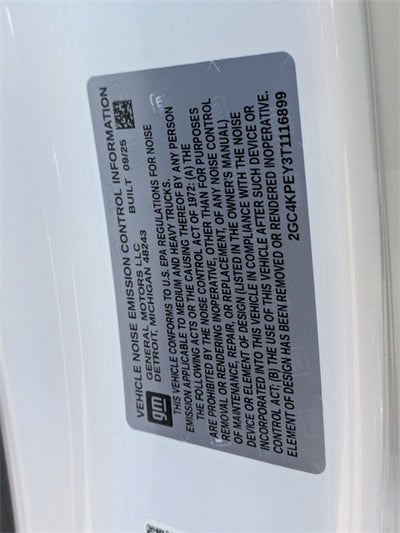 gm
VEHICLE NOISE EMISSION CONTROL INFORMATION
GENERAL MOTORS LLC BUILT 09/25
DETROIT, MICHIGAN 48243
THIS VEHICLE CONFORMS TO U.S. EPA REGULATIONS FOR NOISE
EMISSION APPLICABLE TO MEDIUM AND HEAVY TRUCKS.
THE FOLLOWING ACTS OR THE CAUSING THEREOF BY ANY PERSON
ARE PROHIBITED BY THE NOISE CONTROL ACT OF 1972: (A) THE
REMOVAL OR RENDERING INOPERATIVE, OTHER THAN FOR PURPOSES
OF MAINTENANCE, REPAIR, OR REPLACEMENT, OF ANY NOISE CONTROL
DEVICE OR ELEMENT OF DESIGN (LISTED IN THE OWNER'S MANUAL)
INCORPORATED INTO THIS VEHICLE IN COMPLIANCE WITH THE NOISE
CONTROL ACT; (B) THE USE OF THIS VEHICLE AFTER SUCH DEVICE OR
ELEMENT OF DESIGN HAS BEEN REMOVED OR RENDERED INOPERATIVE.
2GC4KPEY3T1116899